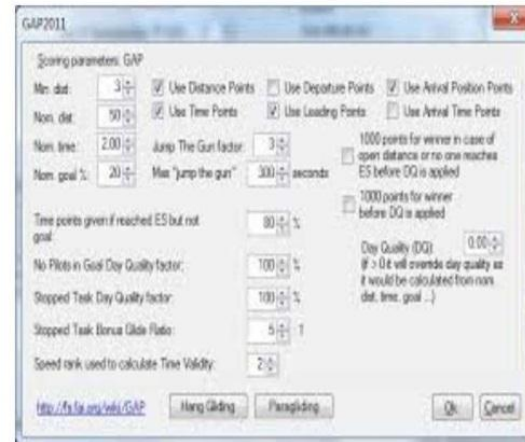 GAP2011
Scoring parameters: GAP
Min. dist: 3 Use Distance Points Use Departure Points Use Arrival Position Points
Nom. dist: 50 Use Time Points Use Leading Points Use Arrival Time Points
Nom. time: 2.00 Jump The Gun factor: 3
Nom. goal %: 20 Max "jump the gun" 300 seconds
1000 points for winner in case of
open distance or no one reaches
ES before DQ is applied
1000 points for winner
before DQ is applied
Time points given if reached ES but not
goal: 80 %
Day Quality (DQ) 0.00
(if > 0 it will override day quality as
it would be calculated from nom.
dist, time, goal ...)
No Pilots in Goal Day Quality factor: 100 %
Stopped Task Day Quality factor: 100 %
Stopped Task Bonus Glide Ratio: 5 :1
Speed rank used to calculate Time Validity: 2
http://fs.fai.org/wiki/GAP Hang Gliding Paragliding Ok Cancel